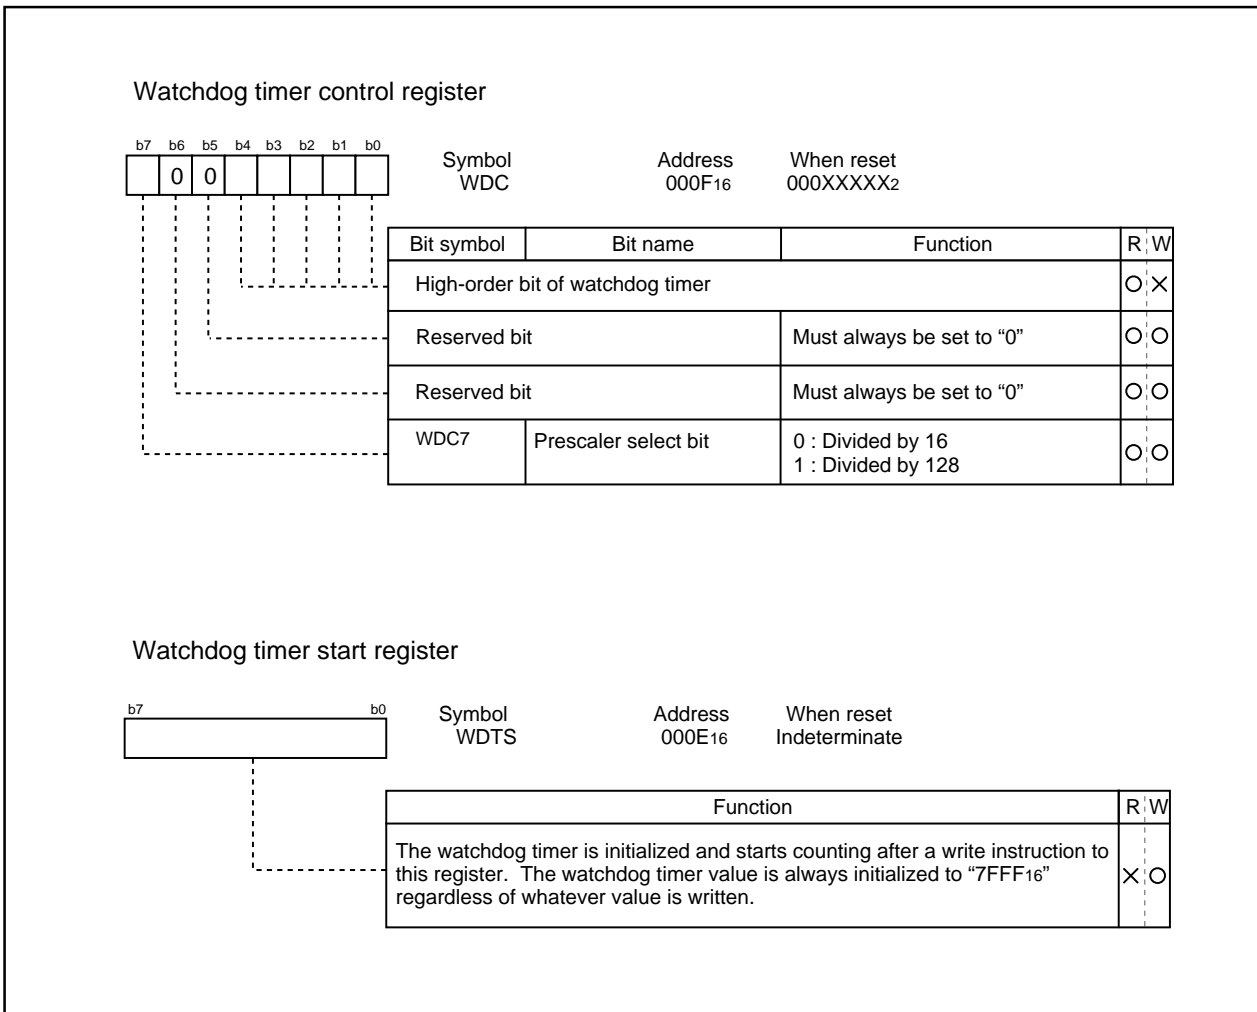 Watchdog timer control register
b7 b6 b5 b4 b3 b2 b1 b0
0 0
Symbol Address When reset
WDC 000F16 000XXXXX2
Bit symbol Bit name Function R W
High-order bit of watchdog timer
Reserved bit Must always be set to “0”
Reserved bit Must always be set to “0”
WDC7 Prescaler select bit 0 : Divided by 16
1 : Divided by 128
Watchdog timer start register
b7 b0
Symbol Address When reset
WDTS 000E16 Indeterminate
Function R W
The watchdog timer is initialized and starts counting after a write instruction to
this register. The watchdog timer value is always initialized to “7FFF16”
regardless of whatever value is written.